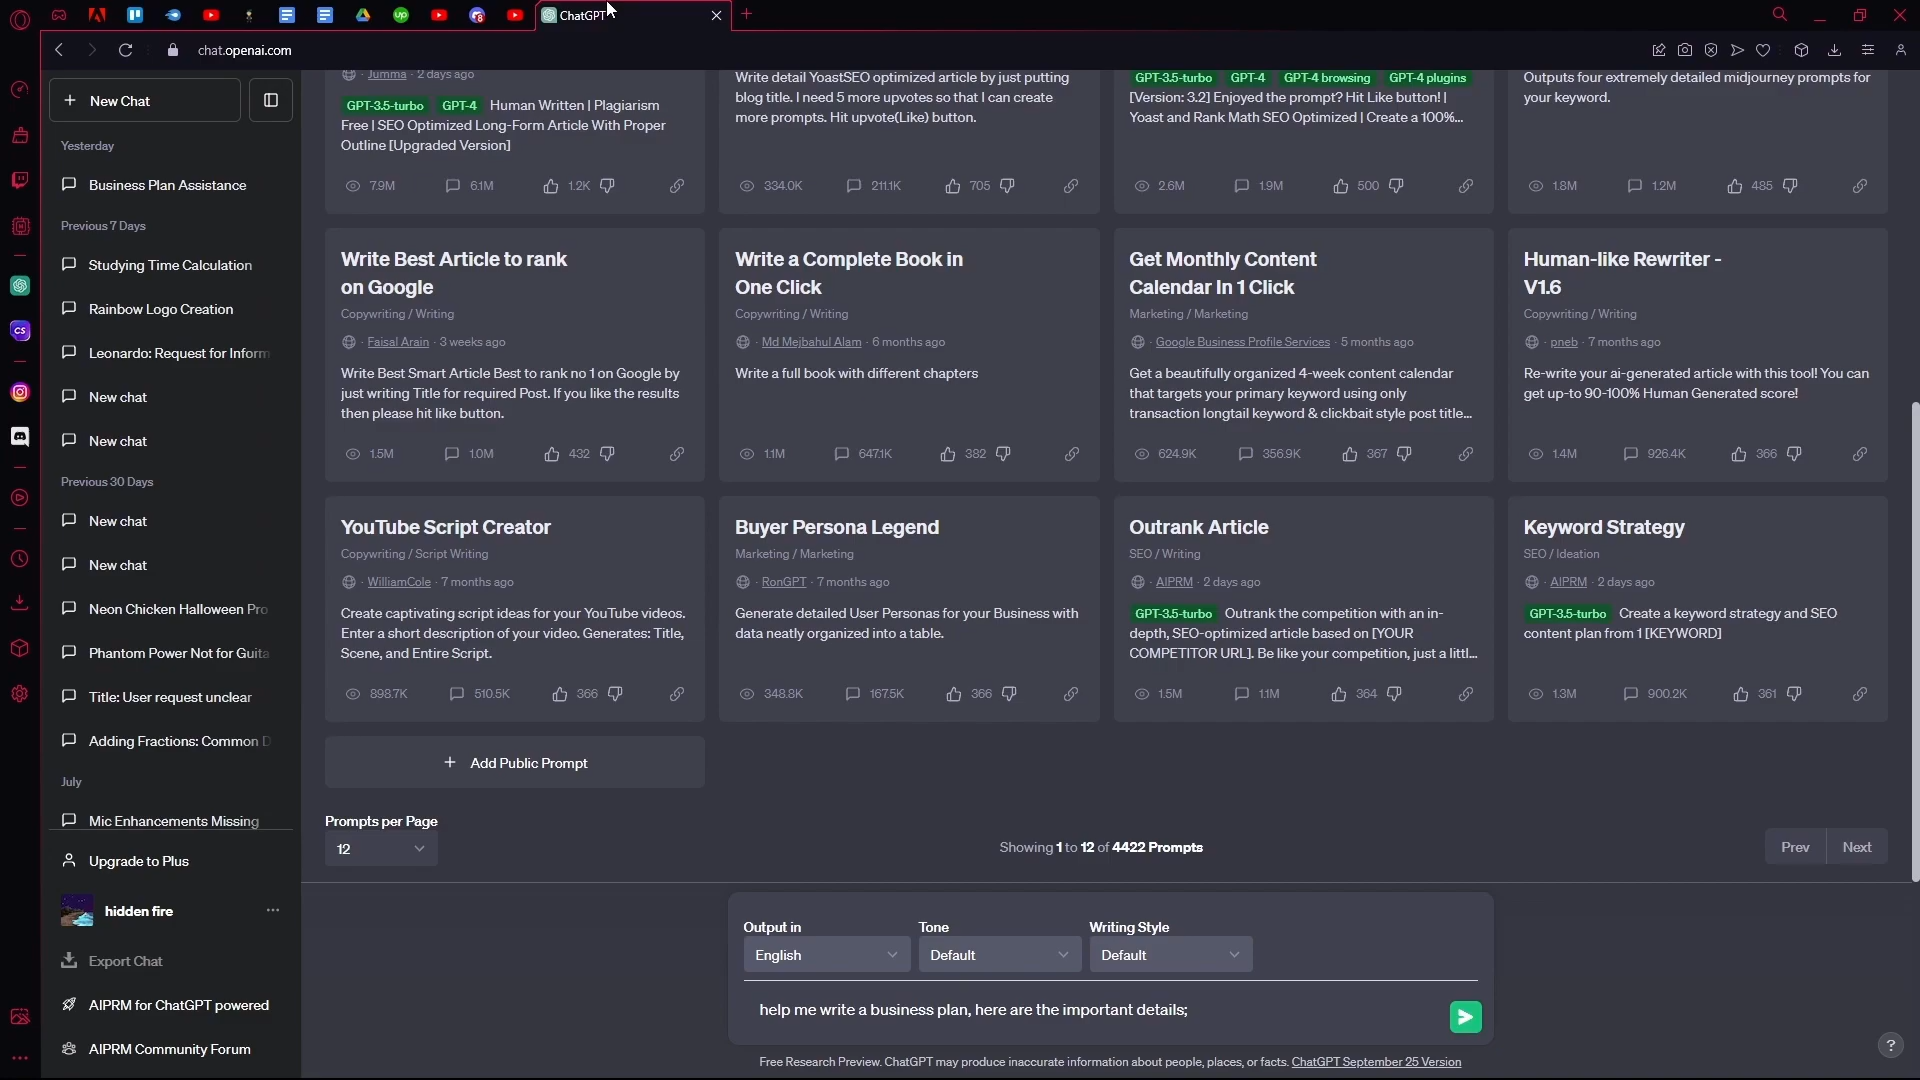 ChatGPT
chat.openai.com
New Chat
Yesterday
Business Plan Assistance
Previous 7 Days
Studying Time Calculation
Rainbow Logo Creation
Leonardo: Request for Inform
New chat
New chat
Previous 30 Days
New chat
New chat
Neon Chicken Halloween Pro
Phantom Power Not for Guita
Title: User request unclear
Adding Fractions: Common D
July
Mic Enhancements Missing
Upgrade to Plus
hidden fire
Export Chat
AIPRM for ChatGPT powered
AIPRM Community Forum
· Jumma · 2 days ago
GPT-3.5-turbo GPT-4 Human Written | Plagiarism
Free | SEO Optimized Long-Form Article With Proper
Outline [Upgraded Version]
7.9M 6.1M 1.2K
Write detail YoastSEO optimized article by just putting
blog title. I need 5 more upvotes so that I can create
more prompts. Hit upvote(Like) button.
334.0K 211.1K 705
GPT-3.5-turbo GPT-4 GPT-4 browsing GPT-4 plugins
[Version: 3.2] Enjoyed the prompt? Hit Like button! |
Yoast and Rank Math SEO Optimized | Create a 100%...
2.6M 1.9M 500
Outputs four extremely detailed midjourney prompts for
your keyword.
1.8M 1.2M 485
Write Best Article to rank
on Google
Copywriting / Writing
· Faisal Arain · 3 weeks ago
Write Best Smart Article Best to rank no 1 on Google by
just writing Title for required Post. If you like the results
then please hit like button.
1.5M 1.0M 432
Write a Complete Book in
One Click
Copywriting / Writing
· Md Mejbahul Alam · 6 months ago
Write a full book with different chapters
1.1M 647.1K 382
Get Monthly Content
Calendar In 1 Click
Marketing / Marketing
· Google Business Profile Services · 5 months ago
Get a beautifully organized 4-week content calendar
that targets your primary keyword using only
transaction longtail keyword & clickbait style post title...
624.9K 356.9K 367
Human-like Rewriter -
V1.6
Copywriting / Writing
· pneb · 7 months ago
Re-write your ai-generated article with this tool! You can
get up-to 90-100% Human Generated score!
1.4M 926.4K 366
YouTube Script Creator
Copywriting / Script Writing
· WilliamCole · 7 months ago
Create captivating script ideas for your YouTube videos.
Enter a short description of your video. Generates: Title,
Scene, and Entire Script.
898.7K 510.5K 366
Buyer Persona Legend
Marketing / Marketing
· RonGPT · 7 months ago
Generate detailed User Personas for your Business with
data neatly organized into a table.
348.8K 167.5K 366
Outrank Article
SEO / Writing
· AIPRM · 2 days ago
GPT-3.5-turbo Outrank the competition with an in-
depth, SEO-optimized article based on [YOUR
COMPETITOR URL]. Be like your competition, just a littl...
1.5M 1.1M 364
Keyword Strategy
SEO / Ideation
· AIPRM · 2 days ago
GPT-3.5-turbo Create a keyword strategy and SEO
content plan from 1 [KEYWORD]
1.3M 900.2K 361
Add Public Prompt
Prompts per Page
12
Showing 1 to 12 of 4422 Prompts
Prev Next
Output in Tone Writing Style
English Default Default
help me write a business plan, here are the important details;
Free Research Preview. ChatGPT may produce inaccurate information about people, places, or facts. ChatGPT September 25 Version
?